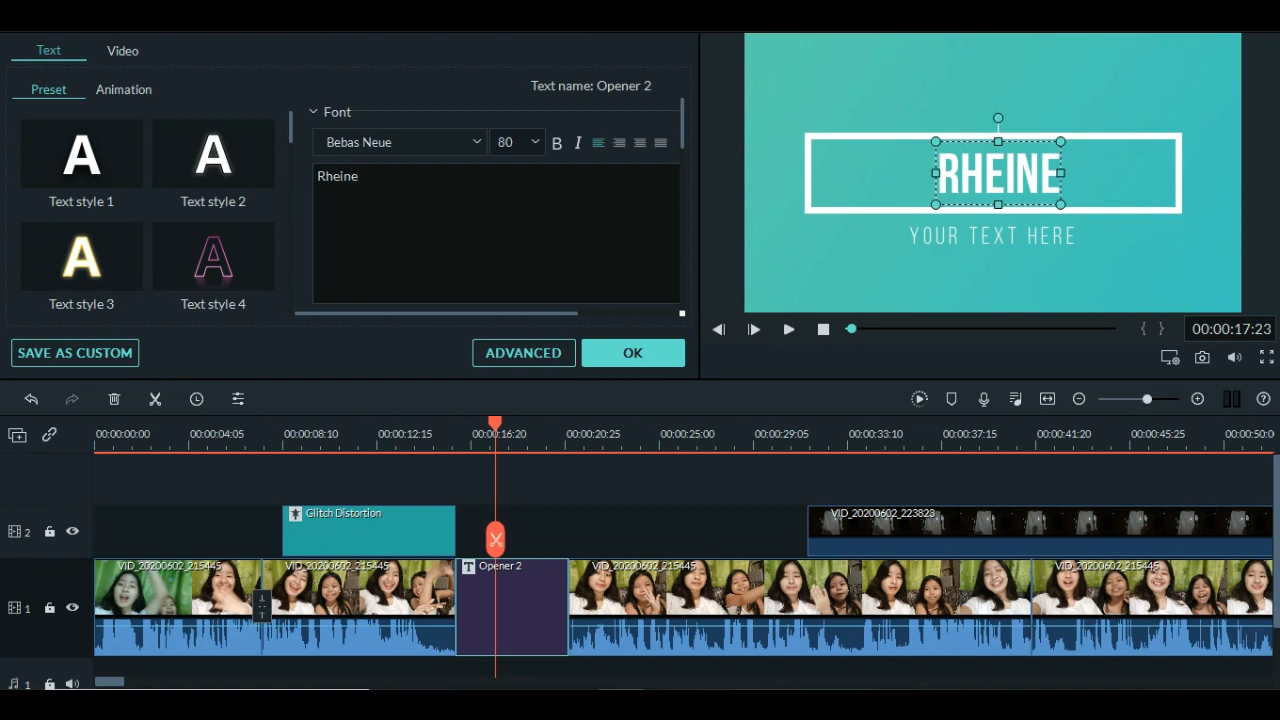 Text Video
Preset Animation
Text name: Opener 2
Font
Bebas Neue 80 B I
Rheine
Text style 1 Text style 2
Text style 3 Text style 4
SAVE AS CUSTOM ADVANCED OK
RHEINE
YOUR TEXT HERE
00:00:17:23
00:00:00:00 00:00:04:05 00:00:08:10 00:00:12:15 00:00:16:20 00:00:20:25 00:00:25:00 00:00:29:05 00:00:33:10 00:00:37:15 00:00:41:20 00:00:45:25 00:00:50:0
2
Glitch Distortion
VID_20200602_223823
1
VID_20200602_215445 VID_20200602_215445 T Opener 2 VID_20200602_215445 VID_20200602_215445
1